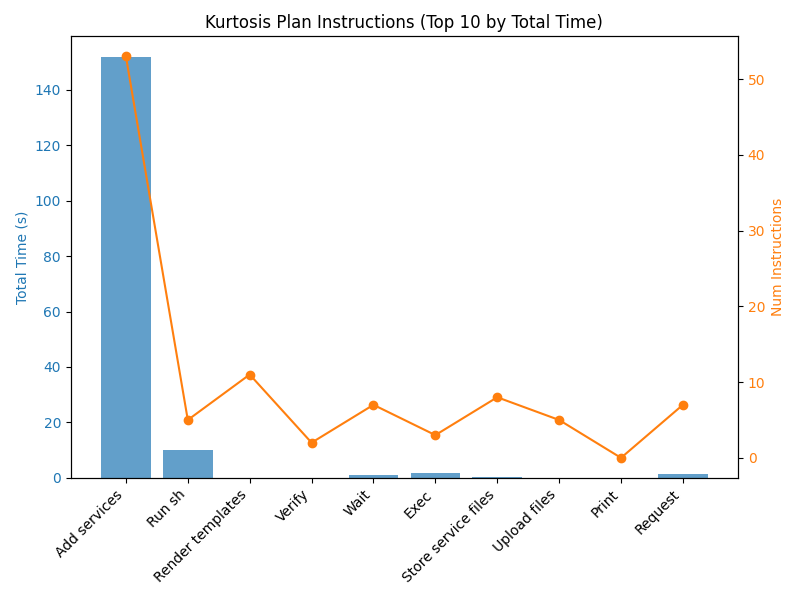 Kurtosis Plan Instructions (Top 10 by Total Time)
Total Time (s)
140
120
100
80
60
40
20
0
50
40
30
20
10
0
Num Instructions
Add services
Run sh
Render templates
Verify
Wait
Exec
Store service files
Upload files
Print
Request